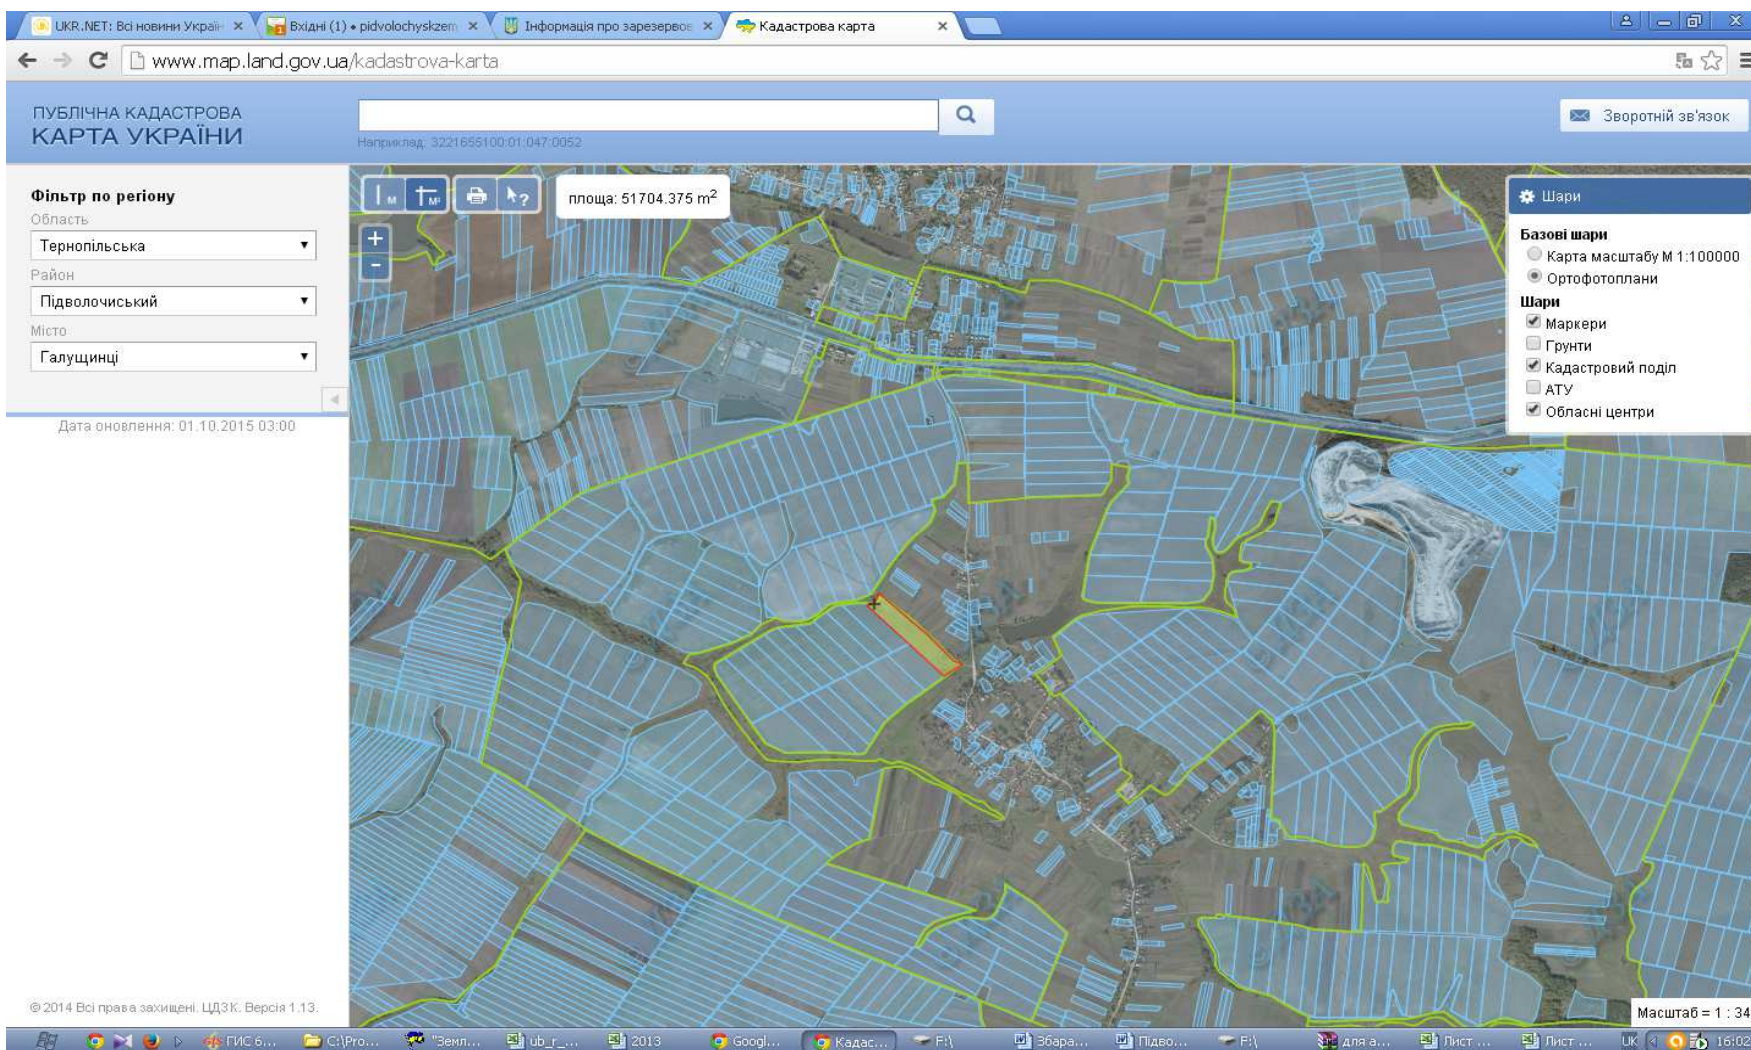 UKR.NET: Всі новини Україн
Вхідні (1) • pidvolochyskzem
Інформація про зарезервов
Кадастрова карта
www.map.land.gov.ua/kadastrova-karta
ПУБЛІЧНА КАДАСТРОВА
КАРТА УКРАЇНИ
Наприклад: 3221655100:01:047:0052
Зворотній зв'язок
Фільтр по регіону
Область
Тернопільська
Район
Підволочиський
Місто
Галущинці
Дата оновлення: 01.10.2015 03:00
М
М²
площа: 51704.375 m²
+
-
Шари
Базові шари
Карта масштабу М 1:100000
Ортофотоплани
Шари
Маркери
Грунти
Кадастровий поділ
АТУ
Обласні центри
© 2014 Всі права захищені. ЦДЗК. Версія 1.13.
Масштаб = 1 : 34
ГИС 6...
C:\Pro...
"Земл...
ub_r_...
2013
Googl...
Кадас...
F:\
Збара...
Підво...
F:\
для а...
Лист ...
Лист ...
UK
16:02